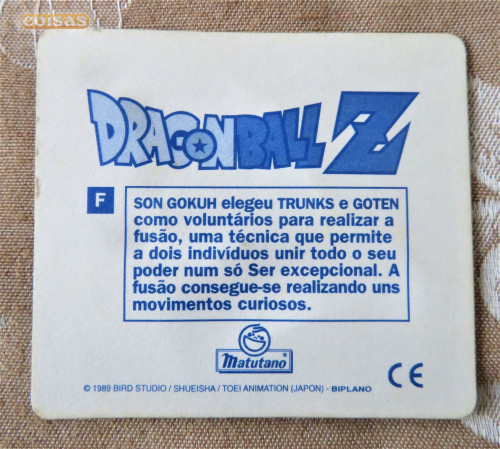 coisas
DRAGON BALL Z
F
SON GOKUH elegeu TRUNKS e GOTEN
como voluntários para realizar a
fusão, uma técnica que permite
a dois indivíduos unir todo o seu
poder num só Ser excepcional. A
fusão consegue-se realizando uns
movimentos curiosos.
Matutano®
CE
© 1989 BIRD STUDIO / SHUEISHA / TOEI ANIMATION (JAPON) - BIPLANO